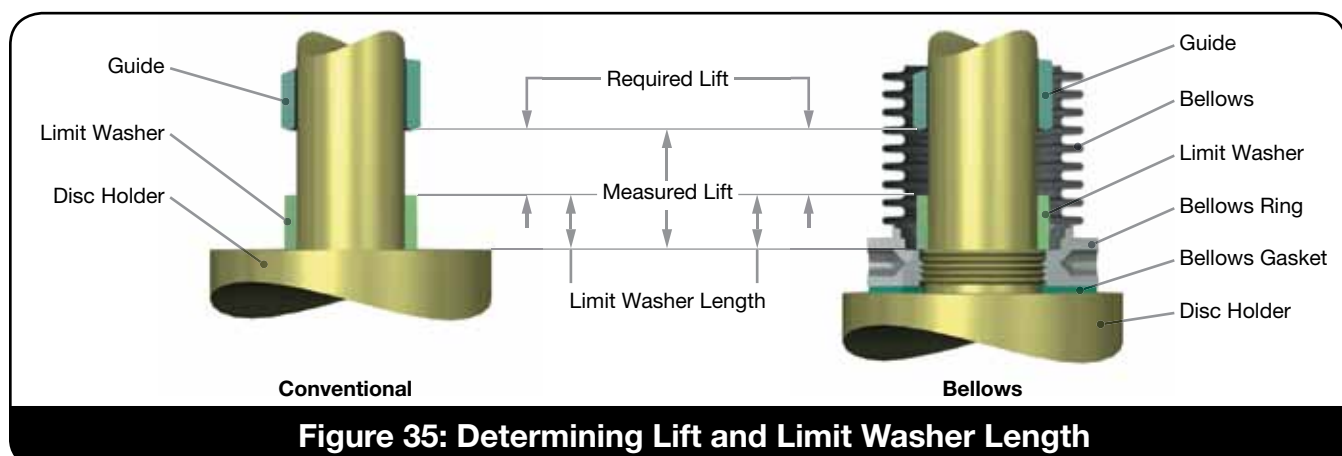 Guide
Limit Washer
Disc Holder
Required Lift
Measured Lift
Limit Washer Length
Guide
Bellows
Limit Washer
Bellows Ring
Bellows Gasket
Disc Holder
Conventional
Bellows
Figure 35: Determining Lift and Limit Washer Length